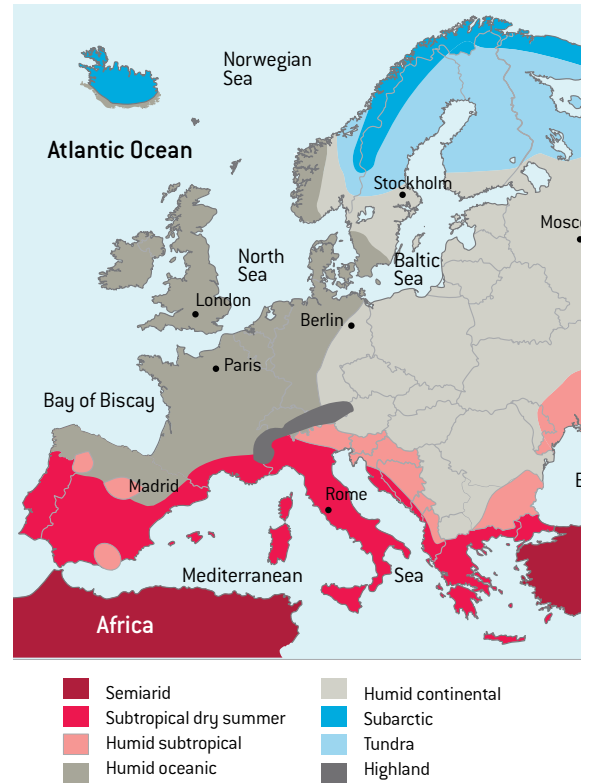 Norwegian
Sea
Atlantic Ocean
Stockholm
Mosc
North
Sea
Baltic
Sea
London
Berlin
Paris
Bay of Biscay
Madrid
Rome
Mediterranean
Sea
Africa
Semiarid
Subtropical dry summer
Humid subtropical
Humid oceanic
Humid continental
Subarctic
Tundra
Highland